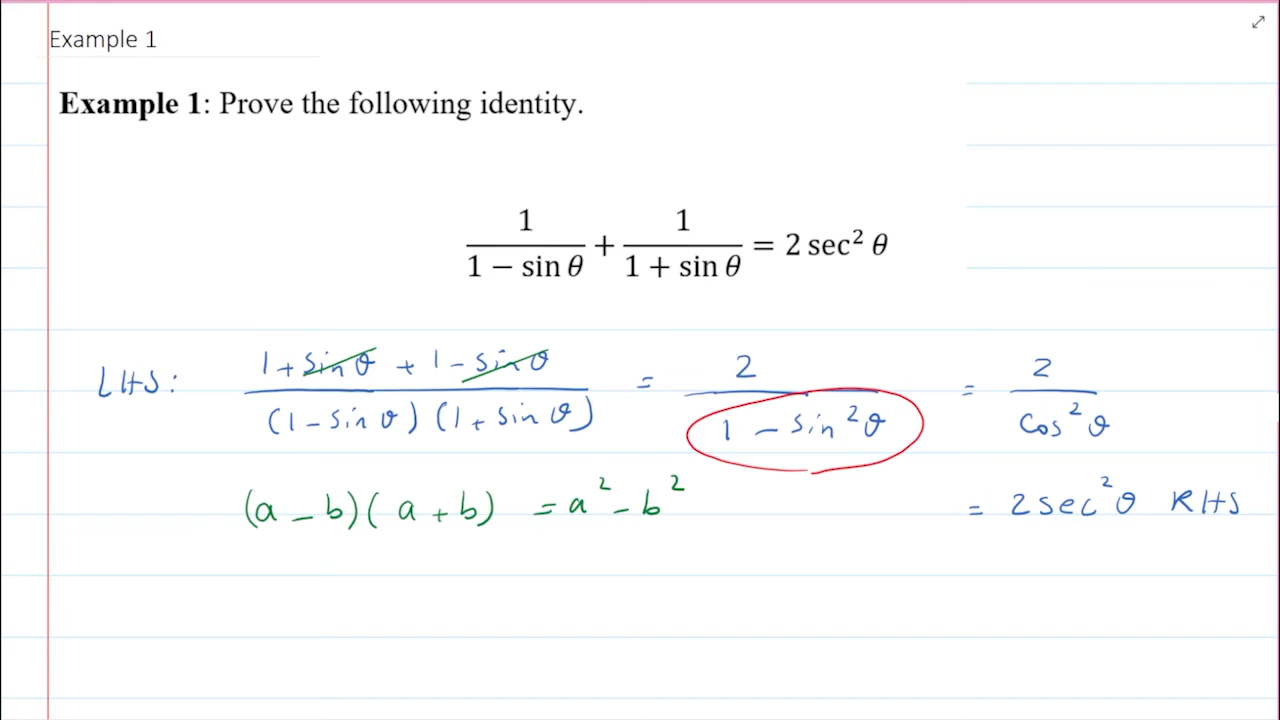 Example 1
Example 1: Prove the following identity.
1/(1 − sin θ) + 1/(1 + sin θ) = 2 sec² θ
LHS: (1 + sin θ + 1 − sin θ)/((1 − sin θ)(1 + sin θ)) = 2/(1 − sin²θ) = 2/cos²θ
(a − b)(a + b) = a² − b² = 2 sec²θ RHS